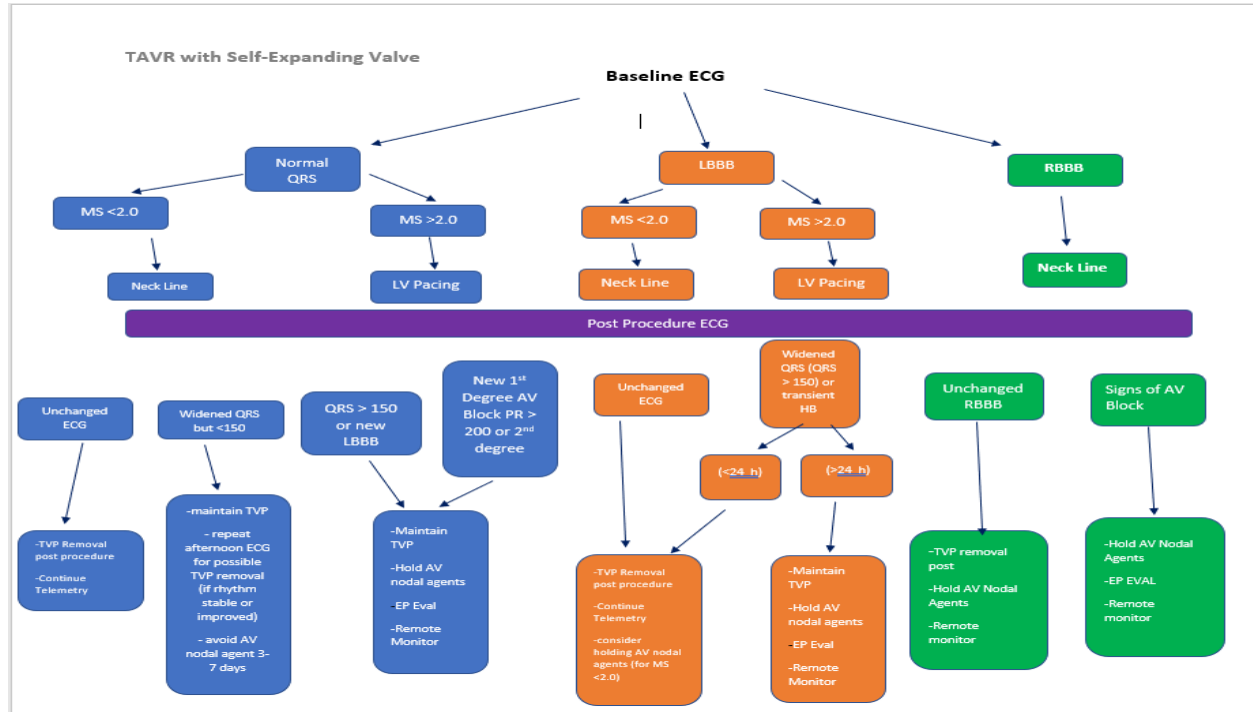 TAVR with Self-Expanding Valve
Baseline ECG
Normal
QRS
LBBB
RBBB
MS <2.0
MS >2.0
MS <2.0
MS >2.0
Neck Line
LV Pacing
Neck Line
LV Pacing
Neck Line
Post Procedure ECG
Unchanged
ECG
Widened QRS
but <150
QRS > 150
or new
LBBB
New 1st
Degree AV
Block PR >
200 or 2nd
degree
Unchanged
ECG
Widened
QRS (QRS
> 150) or
transient
HB
Unchanged
RBBB
Signs of AV
Block
(<24 h)
(>24 h)
-TVP Removal
post procedure
-Continue
Telemetry
-maintain TVP
- repeat
afternoon ECG
for possible
TVP removal
(if rhythm
stable or
improved)
- avoid AV
nodal agent 3-
7 days
-Maintain
TVP
-Hold AV
nodal agents
-EP Eval
-Remote
Monitor
-TVP Removal
post procedure
-Continue
Telemetry
-consider
holding AV nodal
agents (for MS
<2.0)
-Maintain
TVP
-Hold AV
nodal agents
-EP Eval
-Remote
Monitor
-TVP removal
post
-Hold AV Nodal
Agents
-Remote
monitor
-Hold AV Nodal
Agents
-EP EVAL
-Remote
monitor